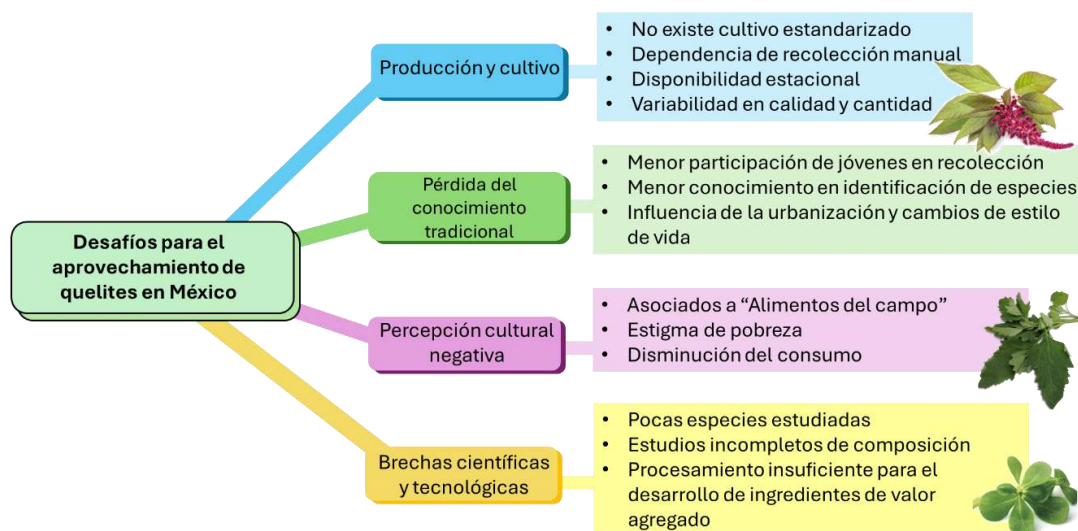 Desafíos para el
aprovechamiento de
quelites en México
Producción y cultivo
• No existe cultivo estandarizado
• Dependencia de recolección manual
• Disponibilidad estacional
• Variabilidad en calidad y cantidad
Pérdida del
conocimiento
tradicional
• Menor participación de jóvenes en recolección
• Menor conocimiento en identificación de especies
• Influencia de la urbanización y cambios de estilo
de vida
Percepción cultural
negativa
• Asociados a “Alimentos del campo”
• Estigma de pobreza
• Disminución del consumo
Brechas científicas
y tecnológicas
• Pocas especies estudiadas
• Estudios incompletos de composición
• Procesamiento insuficiente para el
desarrollo de ingredientes de valor
agregado